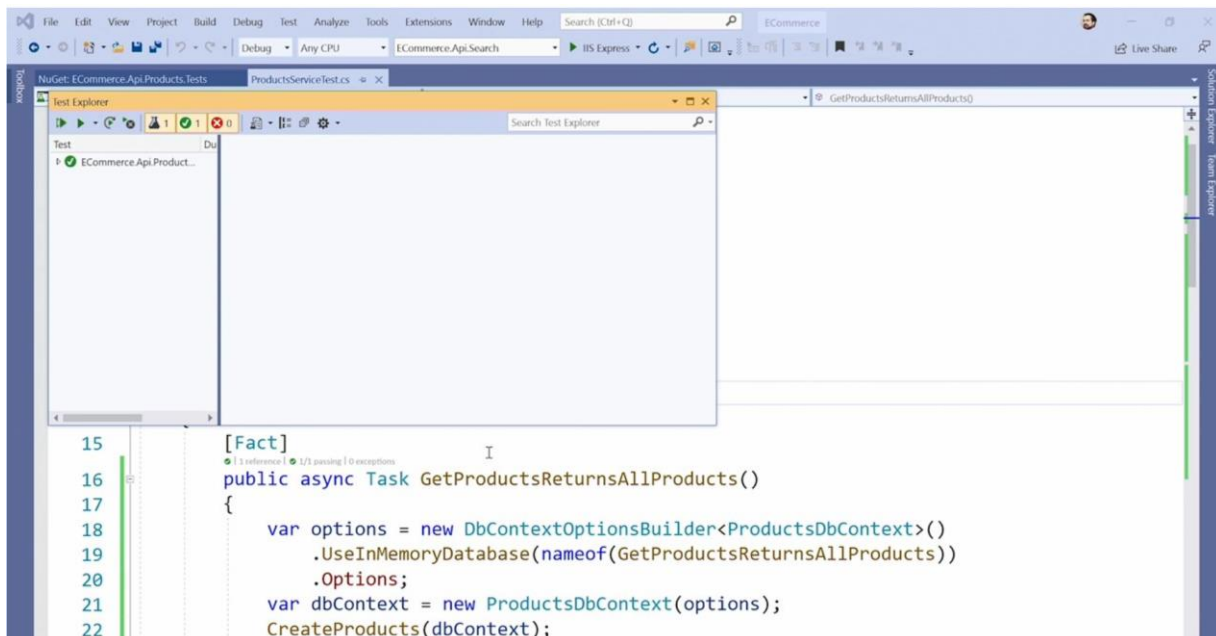 File Edit View Project Build Debug Test Analyze Tools Extensions Window Help Search (Ctrl+Q) ECommerce
Debug Any CPU ECommerce.Api.Search IIS Express Live Share
Toolbox
NuGet: ECommerce.Api.Products.Tests ProductsServiceTest.cs
GetProductsReturnsAllProducts()
Solution Explorer Team Explorer
Test Explorer
1 1 0 Search Test Explorer
Test Du
ECommerce.Api.Product...
15 [Fact]
| 1 reference | 1/1 passing | 0 exceptions
16 public async Task GetProductsReturnsAllProducts()
17 {
18 var options = new DbContextOptionsBuilder<ProductsDbContext>()
19 .UseInMemoryDatabase(nameof(GetProductsReturnsAllProducts))
20 .Options;
21 var dbContext = new ProductsDbContext(options);
22 CreateProducts(dbContext);